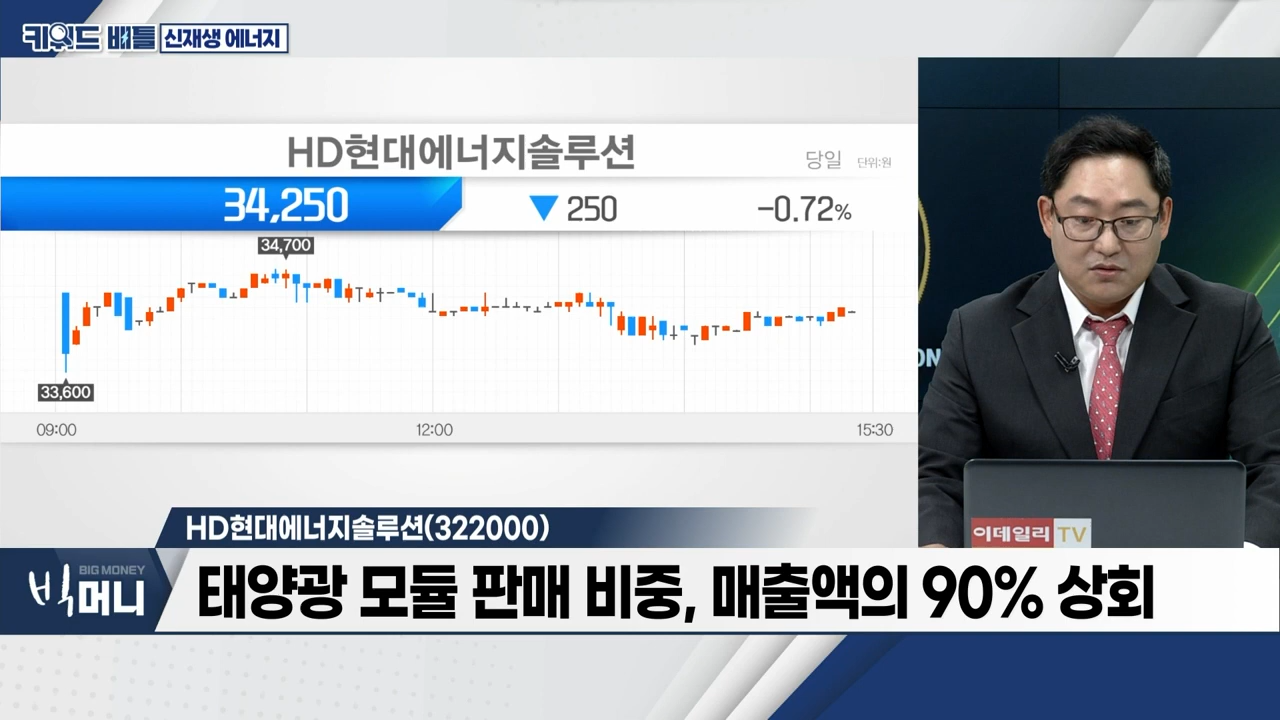 키워드 배틀 신재생 에너지
HD현대에너지솔루션
당일 단위:원
34,250 ▼250 -0.72%
34,700
33,600
09:00 12:00 15:30
ON
이데일리TV
HD현대에너지솔루션(322000)
BIG MONEY
빅머니
태양광 모듈 판매 비중, 매출액의 90% 상회